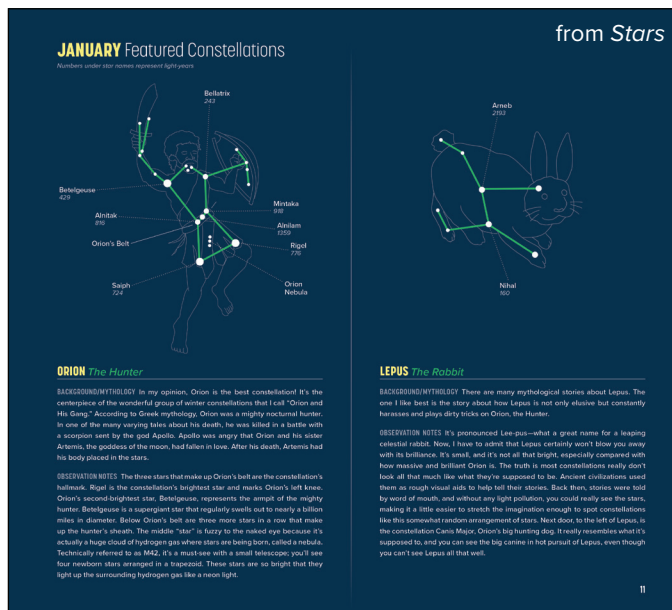 from Stars
JANUARY Featured Constellations
Numbers under star names represent light-years
Bellatrix
243
Betelgeuse
429
Mintaka
918
Alnitak
816
Alnilam
1359
Orion's Belt
Rigel
776
Saiph
724
Orion
Nebula
ORION The Hunter
BACKGROUND/MYTHOLOGY In my opinion, Orion is the best constellation! It's the
centerpiece of the wonderful group of winter constellations that I call "Orion and
His Gang." According to Greek mythology, Orion was a mighty nocturnal hunter.
In one of the many varying tales about his death, he was killed in a battle with
a scorpion sent by the god Apollo. Apollo was angry that Orion and his sister
Artemis, the goddess of the moon, had fallen in love. After his death, Artemis had
his body placed in the stars.
OBSERVATION NOTES The three stars that make up Orion's belt are the constellation's
hallmark. Rigel is the constellation's brightest star and marks Orion's left knee.
Orion's second-brightest star, Betelgeuse, represents the armpit of the mighty
hunter. Betelgeuse is a supergiant star that regularly swells out to nearly a billion
miles in diameter. Below Orion's belt are three more stars in a row that make
up the hunter's sheath. The middle "star" is fuzzy to the naked eye because it's
actually a huge cloud of hydrogen gas where stars are being born, called a nebula.
Technically referred to as M42, it's a must-see with a small telescope; you'll see
four newborn stars arranged in a trapezoid. These stars are so bright that they
light up the surrounding hydrogen gas like a neon light.
Arneb
2193
Nihal
160
LEPUS The Rabbit
BACKGROUND/MYTHOLOGY There are many mythological stories about Lepus. The
one I like best is the story about how Lepus is not only elusive but constantly
harasses and plays dirty tricks on Orion, the Hunter.
OBSERVATION NOTES It's pronounced Lee-pus—what a great name for a leaping
celestial rabbit. Now, I have to admit that Lepus certainly won't blow you away
with its brilliance. It's small, and it's not all that bright, especially compared with
how massive and brilliant Orion is. The truth is most constellations really don't
look all that much like what they're supposed to be. Ancient civilizations used
them as rough visual aids to help tell their stories. Back then, stories were told
by word of mouth, and without any light pollution, you could really see the stars,
making it a little easier to stretch the imagination enough to spot constellations
like this somewhat random arrangement of stars. Next door, to the left of Lepus, is
the constellation Canis Major, Orion's big hunting dog. It really resembles what it's
supposed to, and you can see the big canine in hot pursuit of Lepus, even though
you can't see Lepus all that well.
11